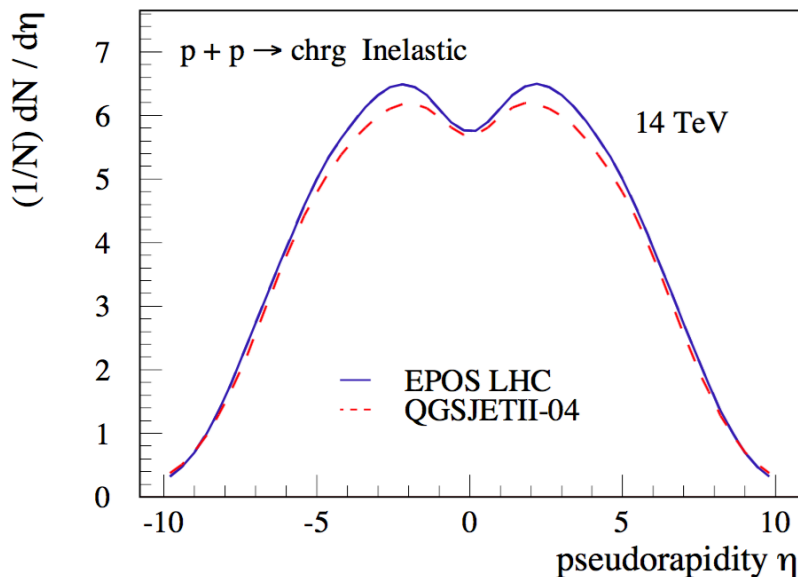 (1/N) dN / dη
7
6
5
4
3
2
1
0
p + p → chrg Inelastic
14 TeV
EPOS LHC
QGSJETII-04
-10 -5 0 5 10
pseudorapidity η